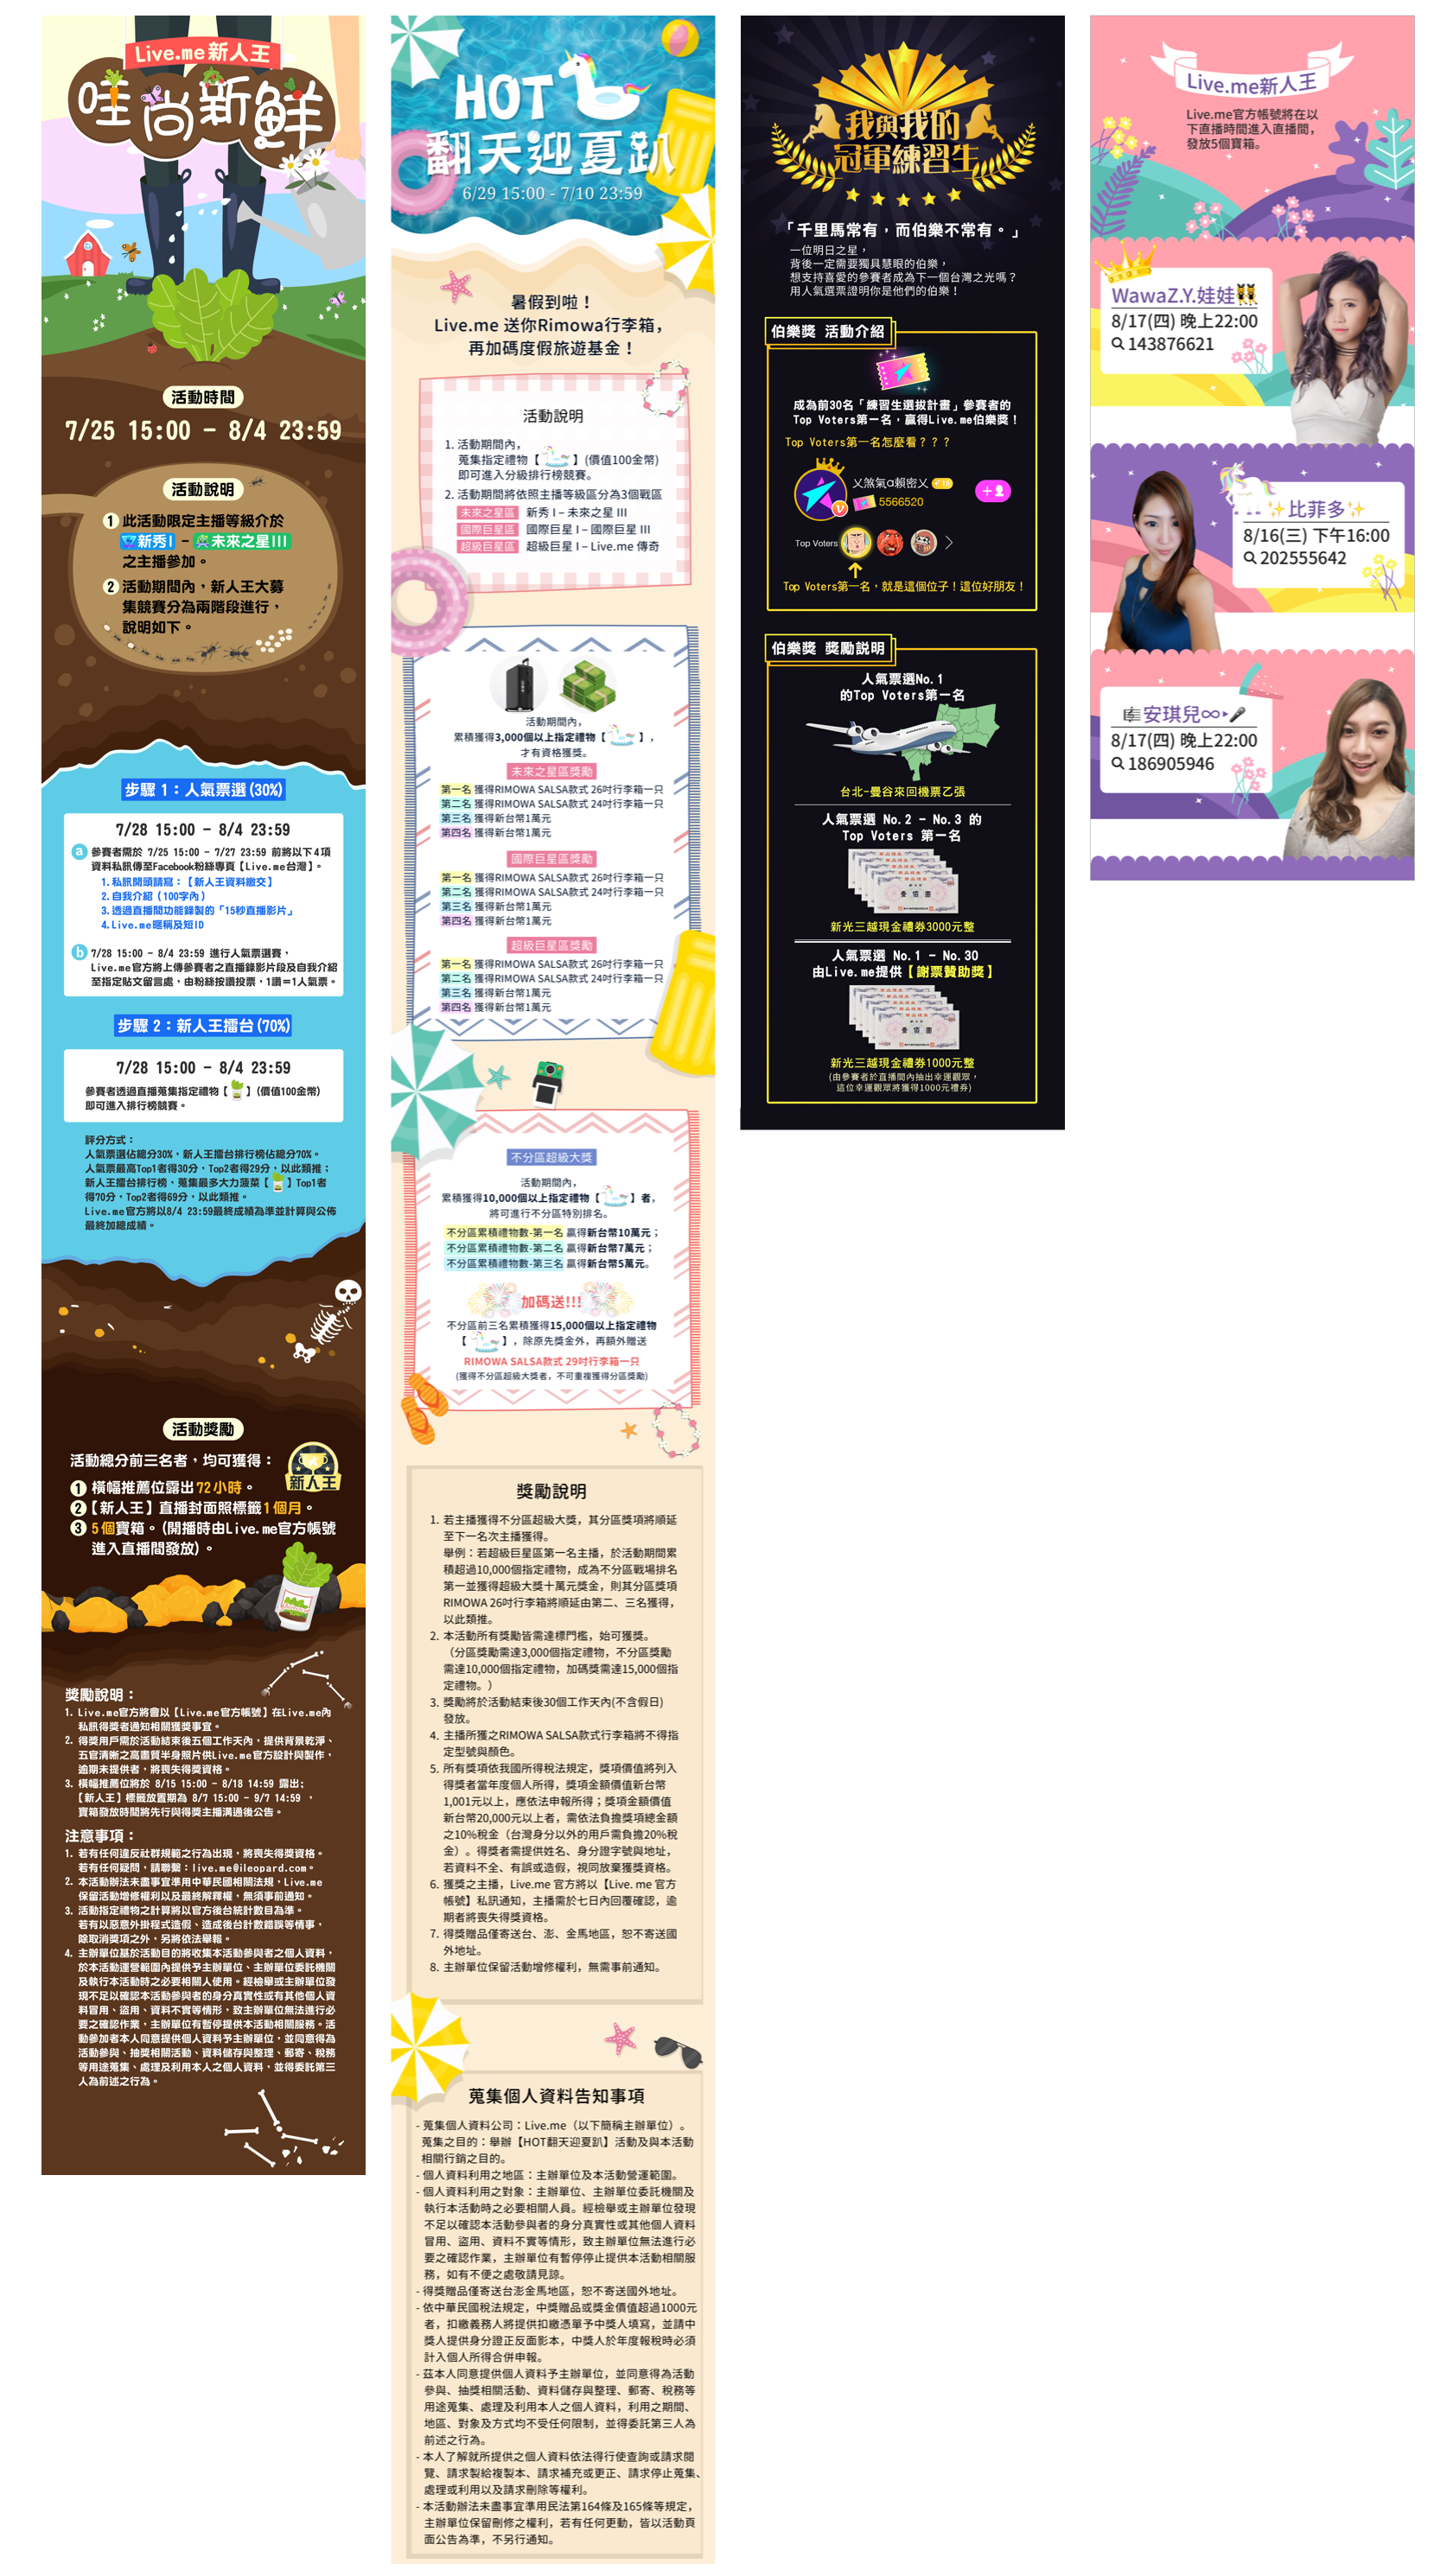 Live.me新人王
哇尚新鮮
活動時間
7/25 15:00 - 8/4 23:59
活動說明
1 此活動限定主播等級介於
新秀I - 未來之星III
之主播參加。
2 活動期間內，新人王大募
集競賽分為兩階段進行，
說明如下。
步驟 1：人氣票選(30%)
7/28 15:00 - 8/4 23:59
a 參賽者需於 7/25 15:00 - 7/27 23:59 前將以下4項
資料私訊傳至Facebook粉絲專頁【Live.me台灣】。
1.私訊開頭請寫：【新人王資料繳交】
2.自我介紹（100字內）
3.透過直播間功能錄製的「15秒直播影片」
4.Live.me暱稱及短ID
b 7/28 15:00 - 8/4 23:59 進行人氣票選賽，
Live.me官方將上傳參賽者之直播錄影片段及自我介紹
至指定貼文留言處，由粉絲按讚投票，1讚＝1人氣票。
步驟 2：新人王擂台(70%)
7/28 15:00 - 8/4 23:59
參賽者透過直播蒐集指定禮物【 】(價值100金幣)
即可進入排行榜競賽。
評分方式：
人氣票選佔總分30%，新人王擂台排行榜佔總分70%。
人氣票最高Top1者得30分，Top2者得29分，以此類推；
新人王擂台排行榜，蒐集最多大力菠菜【 】Top1者
得70分，Top2者得69分，以此類推。
Live.me官方將以8/4 23:59最終成績為準並計算與公佈
最終加總成績。
活動獎勵
活動總分前三名者，均可獲得：
新人王
1 橫幅推薦位露出72小時。
2【新人王】直播封面照標籤1個月。
3 5個寶箱。(開播時由Live.me官方帳號
進入直播間發放)。
獎勵說明：
1. Live.me官方將會以【Live.me官方帳號】在Live.me內
私訊得獎者通知相關獲獎事宜。
2. 得獎用戶需於活動結束後五個工作天內，提供背景乾淨、
五官清晰之高畫質半身照片供Live.me官方設計與製作，
逾期未提供者，將喪失得獎資格。
3. 橫幅推薦位將於 8/15 15:00 - 8/18 14:59 露出；
【新人王】標籤放置期為 8/7 15:00 - 9/7 14:59 ，
寶箱發放時間將先行與得獎主播溝通後公告。
注意事項：
1. 若有任何違反社群規範之行為出現，將喪失得獎資格。
若有任何疑問，請聯繫：live.me@ileopard.com。
2. 本活動辦法未盡事宜準用中華民國相關法規，Live.me
保留活動增修權利以及最終解釋權，無須事前通知。
3. 活動指定禮物之計算將以官方後台統計數目為準。
若有以惡意外掛程式造假、造成後台計數錯誤等情事，
除取消獎項之外，另將依法舉報。
4. 主辦單位基於活動目的將收集本活動參與者之個人資料，
於本活動運營範圍內提供予主辦單位、主辦單位委託機關
及執行本活動時之必要相關人使用。經檢舉或主辦單位發
現不足以確認本活動參與者的身分真實性或有其他個人資
料冒用、盜用、資料不實等情形，致主辦單位無法進行必
要之確認作業，主辦單位有暫停提供本活動相關服務。活
動參加者本人同意提供個人資料予主辦單位，並同意得為
活動參與、抽獎相關活動、資料儲存與整理、郵寄、稅務
等用途蒐集、處理及利用本人之個人資料，並得委託第三
人為前述之行為。
HOT
翻天迎夏趴
6/29 15:00 - 7/10 23:59
暑假到啦！
Live.me 送你Rimowa行李箱，
再加碼度假旅遊基金！
活動說明
1. 活動期間內，
蒐集指定禮物【 】(價值100金幣)
即可進入分級排行榜競賽。
2. 活動期間將依照主播等級區分為3個戰區
未來之星區 新秀 I – 未來之星 III
國際巨星區 國際巨星 I – 國際巨星 III
超級巨星區 超級巨星 I – Live.me 傳奇
活動期間內，
累積獲得3,000個以上指定禮物【 】，
才有資格獲獎。
未來之星區獎勵
第一名 獲得RIMOWA SALSA款式 26吋行李箱一只
第二名 獲得RIMOWA SALSA款式 24吋行李箱一只
第三名 獲得新台幣1萬元
第四名 獲得新台幣1萬元
國際巨星區獎勵
第一名 獲得RIMOWA SALSA款式 26吋行李箱一只
第二名 獲得RIMOWA SALSA款式 24吋行李箱一只
第三名 獲得新台幣1萬元
第四名 獲得新台幣1萬元
超級巨星區獎勵
第一名 獲得RIMOWA SALSA款式 26吋行李箱一只
第二名 獲得RIMOWA SALSA款式 24吋行李箱一只
第三名 獲得新台幣1萬元
第四名 獲得新台幣1萬元
不分區超級大獎
活動期間內，
累積獲得10,000個以上指定禮物【 】者，
將可進行不分區特別排名。
不分區累積禮物數-第一名 贏得新台幣10萬元；
不分區累積禮物數-第二名 贏得新台幣7萬元；
不分區累積禮物數-第三名 贏得新台幣5萬元。
加碼送!!!
不分區前三名累積獲得15,000個以上指定禮物
【 】，除原先獎金外，再額外贈送
RIMOWA SALSA款式 29吋行李箱一只
(獲得不分區超級大獎者，不可重複獲得分區獎勵)
獎勵說明
1. 若主播獲得不分區超級大獎，其分區獎項將順延
至下一名次主播獲得。
舉例：若超級巨星區第一名主播，於活動期間累
積超過10,000個指定禮物，成為不分區戰場排名
第一並獲得超級大獎十萬元獎金，則其分區獎項
RIMOWA 26吋行李箱將順延由第二、三名獲得，
以此類推。
2. 本活動所有獎勵皆需達標門檻，始可獲獎。
（分區獎勵需達3,000個指定禮物，不分區獎勵
需達10,000個指定禮物，加碼獎需達15,000個指
定禮物。）
3. 獎勵將於活動結束後30個工作天內(不含假日)
發放。
4. 主播所獲之RIMOWA SALSA款式行李箱將不得指
定型號與顏色。
5. 所有獎項依我國所得稅法規定，獎項價值將列入
得獎者當年度個人所得，獎項金額價值新台幣
1,001元以上，應依法申報所得；獎項金額價值
新台幣20,000元以上者，需依法負擔獎項總金額
之10%稅金（台灣身分以外的用戶需負擔20%稅
金）。得獎者需提供姓名、身分證字號與地址，
若資料不全、有誤或造假，視同放棄獲獎資格。
6. 獲獎之主播，Live.me 官方將以【Live. me 官方
帳號】私訊通知，主播需於七日內回覆確認，逾
期者將喪失得獎資格。
7. 得獎贈品僅寄送台、澎、金馬地區，恕不寄送國
外地址。
8. 主辦單位保留活動增修權利，無需事前通知。
蒐集個人資料告知事項
- 蒐集個人資料公司：Live.me（以下簡稱主辦單位）。
蒐集之目的：舉辦【HOT翻天迎夏趴】活動及與本活動
相關行銷之目的。
- 個人資料利用之地區：主辦單位及本活動營運範圍。
- 個人資料利用之對象：主辦單位、主辦單位委託機關及
執行本活動時之必要相關人員。經檢舉或主辦單位發現
不足以確認本活動參與者的身分真實性或其他個人資料
冒用、盜用、資料不實等情形，致主辦單位無法進行必
要之確認作業，主辦單位有暫停停止提供本活動相關服
務，如有不便之處敬請見諒。
- 得獎贈品僅寄送台澎金馬地區，恕不寄送國外地址。
- 依中華民國稅法規定，中獎贈品或獎金價值超過1000元
者，扣繳義務人將提供扣繳憑單予中獎人填寫，並請中
獎人提供身分證正反面影本，中獎人於年度報稅時必須
計入個人所得合併申報。
- 茲本人同意提供個人資料予主辦單位，並同意得為活動
參與、抽獎相關活動、資料儲存與整理、郵寄、稅務等
用途蒐集、處理及利用本人之個人資料，利用之期間、
地區、對象及方式均不受任何限制，並得委託第三人為
前述之行為。
- 本人了解就所提供之個人資料依法得行使查詢或請求閱
覽、請求製給複製本、請求補充或更正、請求停止蒐集、
處理或利用以及請求刪除等權利。
- 本活動辦法未盡事宜準用民法第164條及165條等規定，
主辦單位保留刪修之權利，若有任何更動，皆以活動頁
面公告為準，不另行通知。
我與我的
冠軍練習生
「千里馬常有，而伯樂不常有。」
一位明日之星，
背後一定需要獨具慧眼的伯樂，
想支持喜愛的參賽者成為下一個台灣之光嗎？
用人氣選票證明你是他們的伯樂！
伯樂獎 活動介紹
成為前30名「練習生選拔計畫」參賽者的
Top Voters第一名，贏得Live.me伯樂獎！
Top Voters第一名怎麼看？？？
乂煞氣α賴密乂
5566520
Top Voters
Top Voters第一名，就是這個位子！這位好朋友！
伯樂獎 獎勵説明
人氣票選No.1
的Top Voters第一名
台北-曼谷來回機票乙張
人氣票選 No.2 - No.3 的
Top Voters 第一名
壹佰圓
新光三越現金禮券3000元整
人氣票選 No.1 - No.30
由Live.me提供【謝票贊助獎】
壹佰圓
新光三越現金禮券1000元整
(由參賽者於直播間內抽出幸運觀眾，
這位幸運觀眾將獲得1000元禮券)
Live.me新人王
Live.me官方帳號將在以
下直播時間進入直播間，
發放5個寶箱。
WawaZ.Y.娃娃
8/17(四) 晚上22:00
143876621
比菲多
8/16(三) 下午16:00
202555642
安琪兒∞
8/17(四) 晚上22:00
186905946